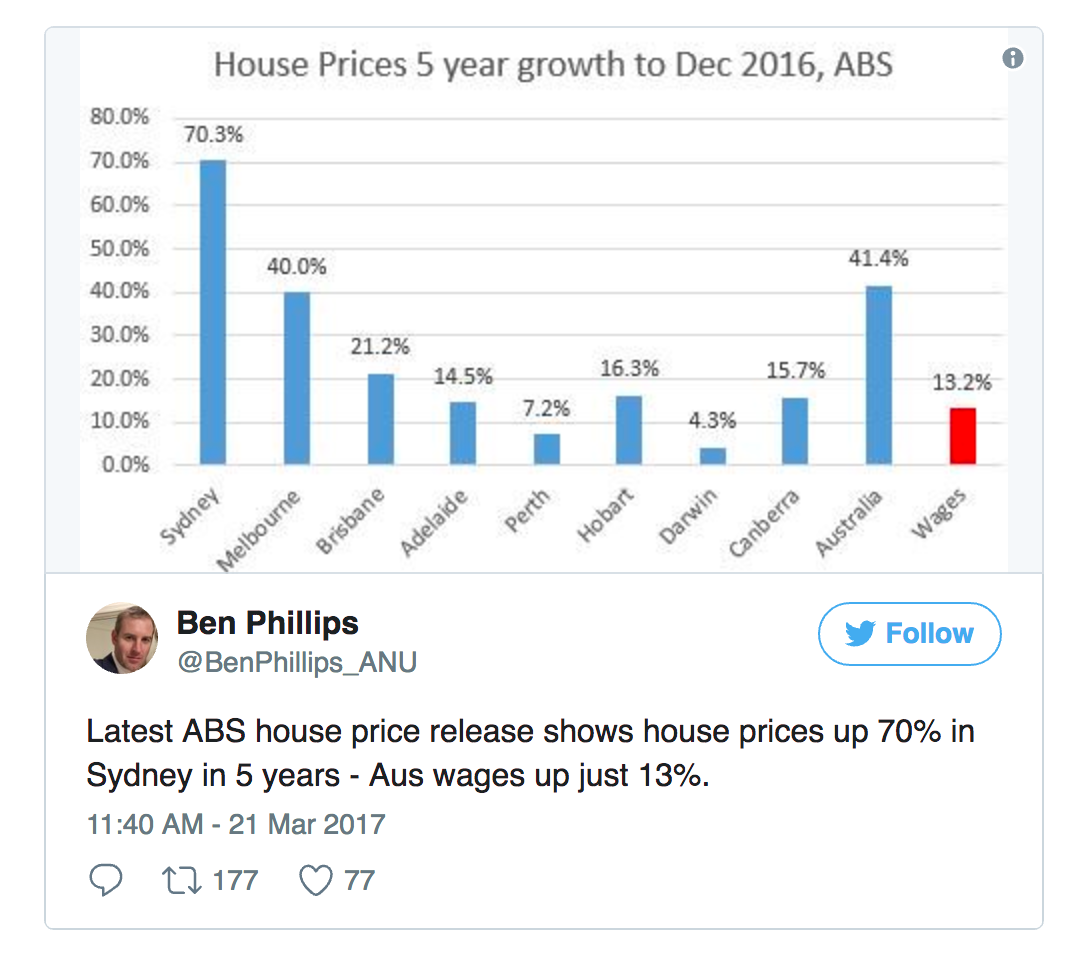 House Prices 5 year growth to Dec 2016, ABS
80.0%
70.0%
60.0%
50.0%
40.0%
30.0%
20.0%
10.0%
0.0%
70.3%
40.0%
21.2%
14.5%
7.2%
16.3%
4.3%
15.7%
41.4%
13.2%
Sydney
Melbourne
Brisbane
Adelaide
Perth
Hobart
Darwin
Canberra
Australia
Wages
Ben Phillips
@BenPhillips_ANU
Follow
Latest ABS house price release shows house prices up 70% in
Sydney in 5 years - Aus wages up just 13%.
11:40 AM - 21 Mar 2017
177
77